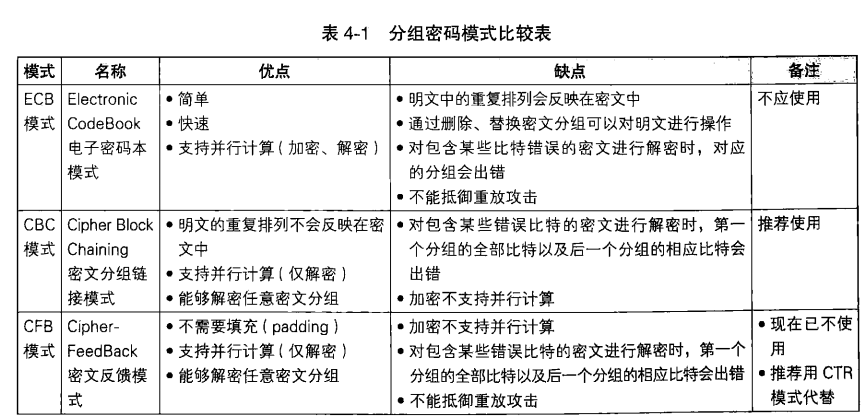 表 4-1 分组密码模式比较表
模式 名称 优点 缺点 备注
ECB Electronic • 简单 • 明文中的重复排列会反映在密文中 不应使用
模式 CodeBook • 快速 • 通过删除、替换密文分组可以对明文进行操作
电子密码本 • 支持并行计算（加密、解密） • 对包含某些比特错误的密文进行解密时，对应
模式 的分组会出错
• 不能抵御重放攻击
CBC Cipher Block • 明文的重复排列不会反映在密 • 对包含某些错误比特的密文进行解密时，第一 推荐使用
模式 Chaining 文中 个分组的全部比特以及后一个分组的相应比特会
密文分组链 • 支持并行计算（仅解密） 出错
接模式 • 能够解密任意密文分组 • 加密不支持并行计算
CFB Cipher- • 不需要填充（padding） • 加密不支持并行计算 • 现在已不使
模式 FeedBack • 支持并行计算（仅解密） • 对包含某些错误比特的密文进行解密时，第一个 用
密文反馈模 • 能够解密任意密文分组 分组的全部比特以及后一个分组的相应比特会出错 • 推荐用 CTR
式 • 不能抵御重放攻击 模式代替